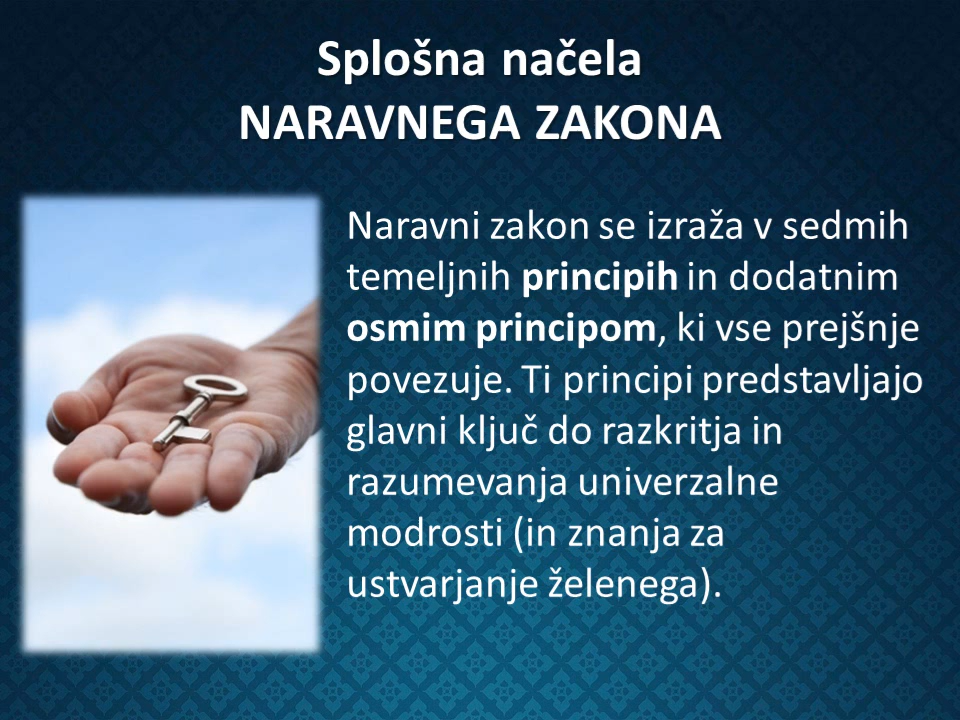 Splošna načela
NARAVNEGA ZAKONA
Naravni zakon se izraža v sedmih
temeljnih principih in dodatnim
osmim principom, ki vse prejšnje
povezuje. Ti principi predstavljajo
glavni ključ do razkritja in
razumevanja univerzalne
modrosti (in znanja za
ustvarjanje želenega).